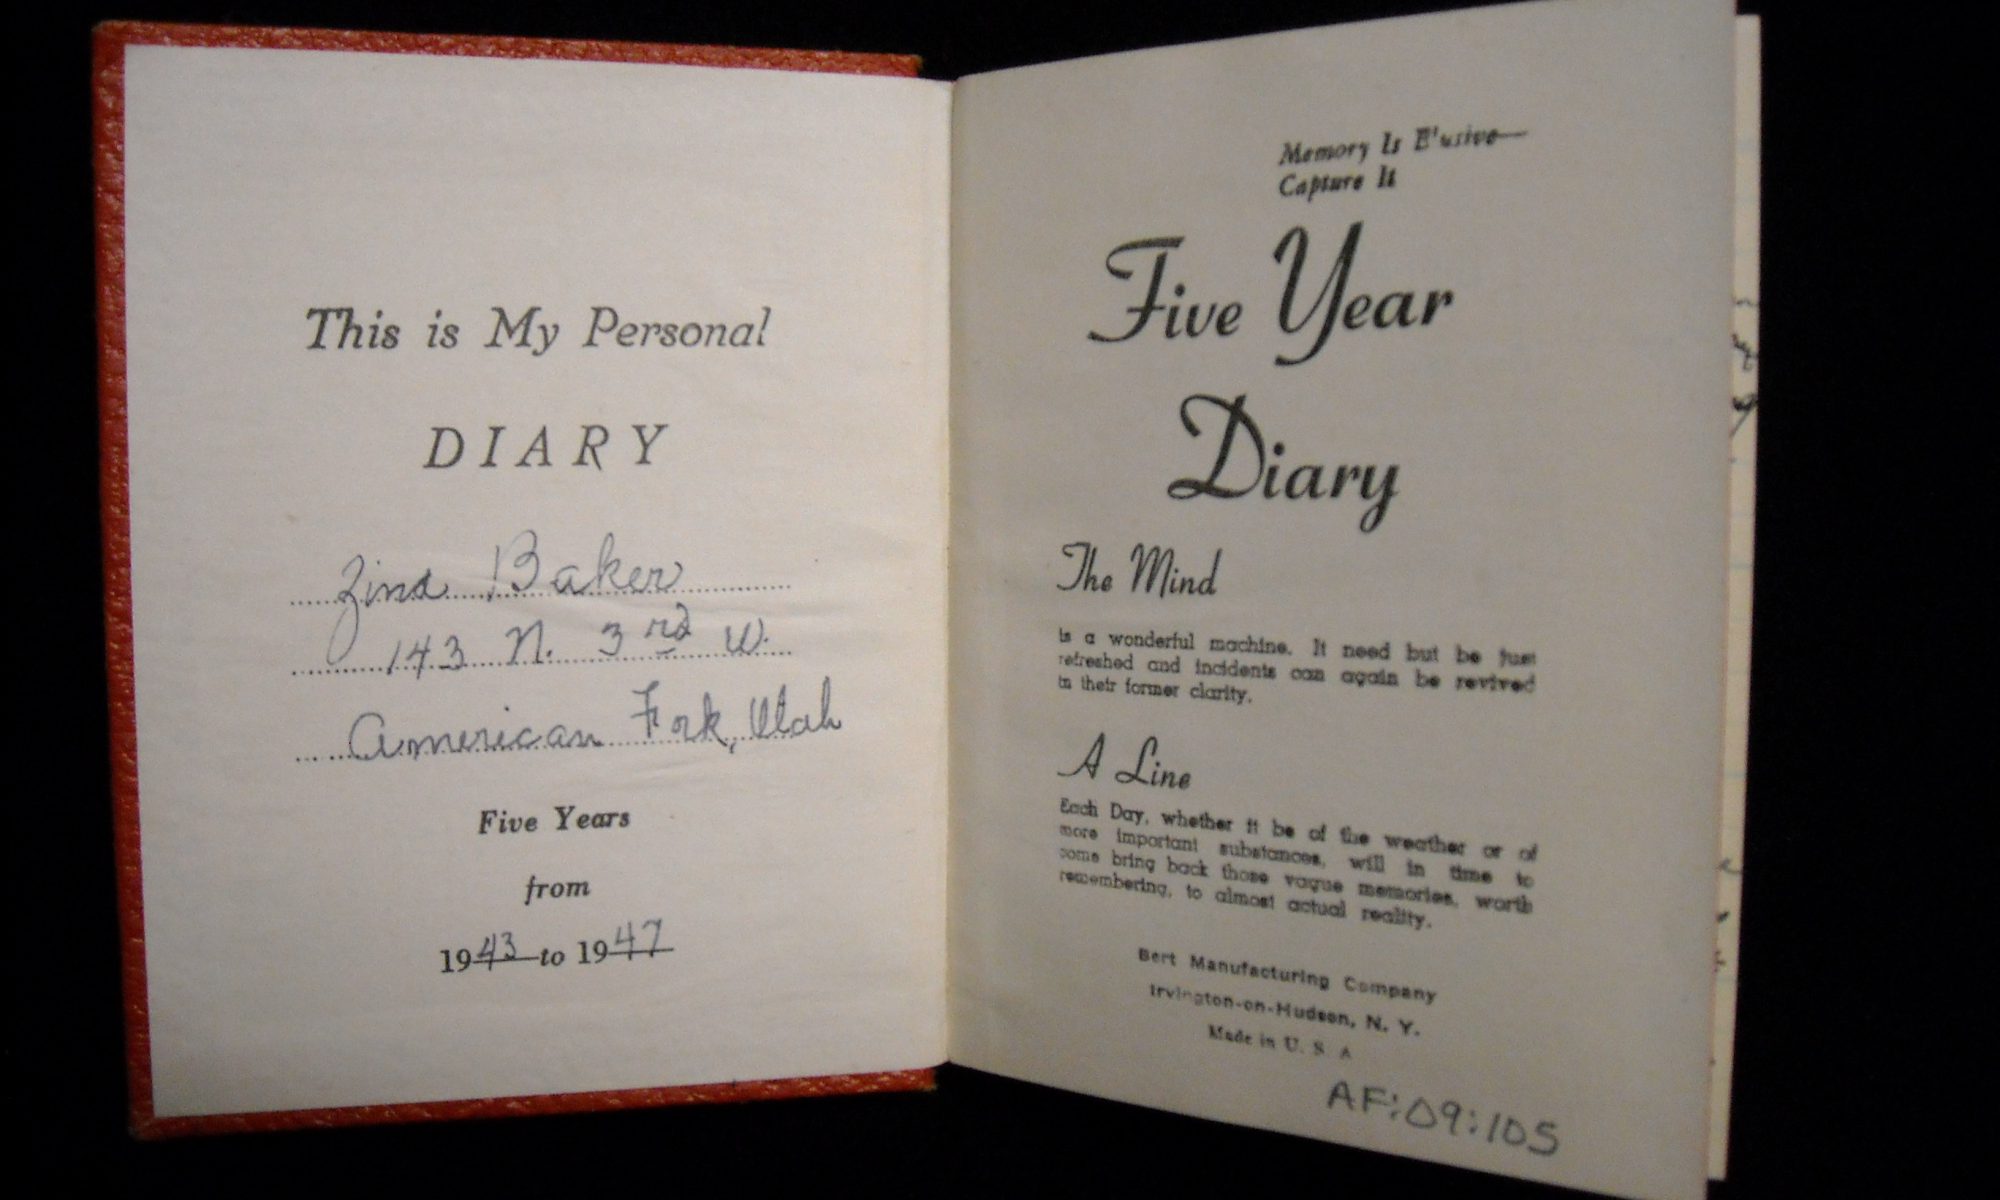 This is My Personal
DIARY
Zina Baker
143 N. 3rd W.
American Fork, Utah
Five Years
from
1943 to 1947
Memory Is Elusive—
Capture It
Five Year
Diary
The Mind
is a wonderful machine. It need but be just
refreshed and incidents can again be revived
in their former clarity.
A Line
Each Day, whether it be of the weather or of
more important substances, will in time to
come bring back those vague memories, worth
remembering, to almost actual reality.
Bert Manufacturing Company
Irvington-on-Hudson, N. Y.
Made in U. S. A
AF:09:105